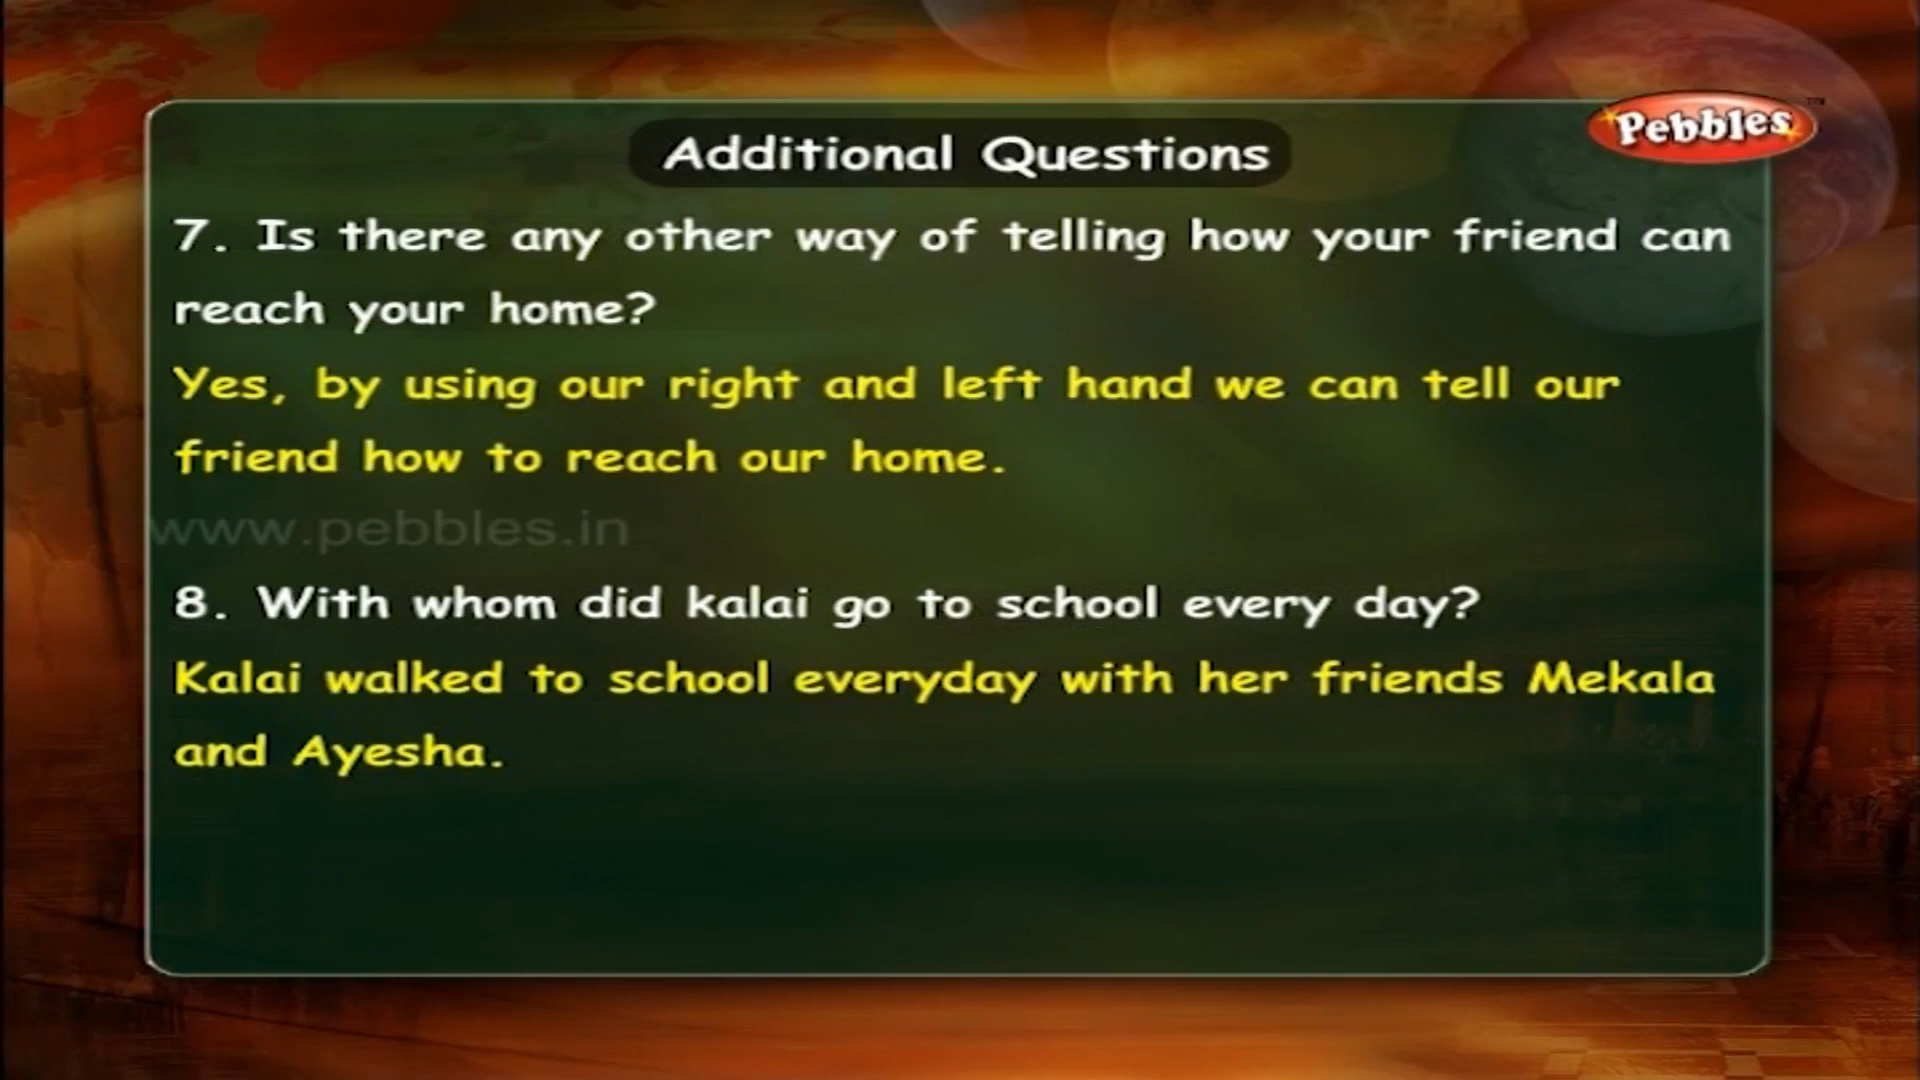 Pebbles™
Additional Questions
7. Is there any other way of telling how your friend can
reach your home?
Yes, by using our right and left hand we can tell our
friend how to reach our home.
www.pebbles.in
8. With whom did kalai go to school every day?
Kalai walked to school everyday with her friends Mekala
and Ayesha.